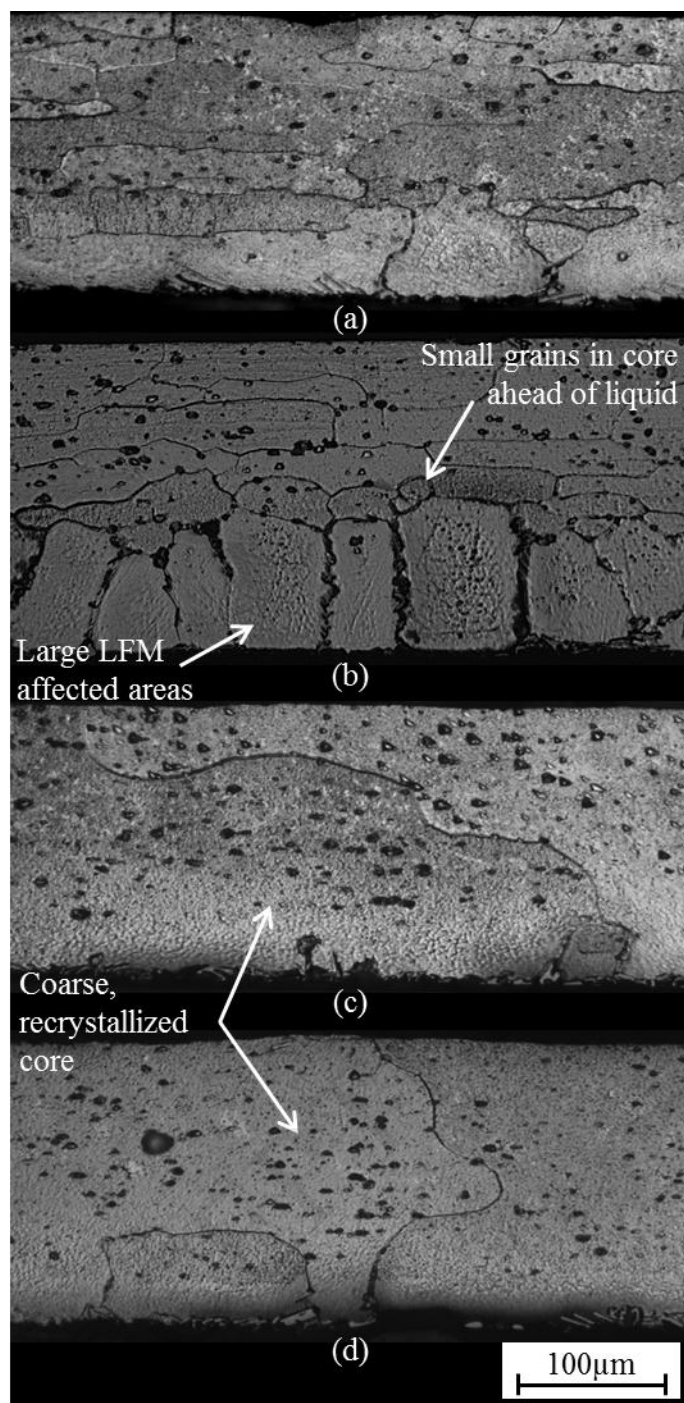 (a)
Small grains in core
ahead of liquid
Large LFM
affected areas
(b)
(c)
Coarse,
recrystallized
core
(d)
100µm